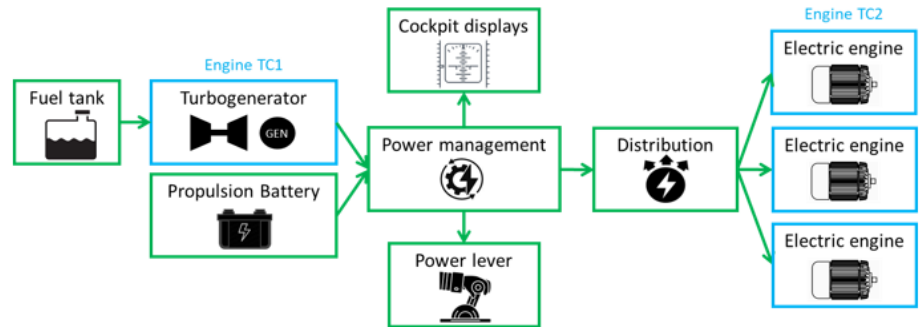 Cockpit displays
Engine TC2
Engine TC1
Electric engine
Fuel tank
Turbogenerator
GEN
Power management
Distribution
Electric engine
Propulsion Battery
Electric engine
Power lever